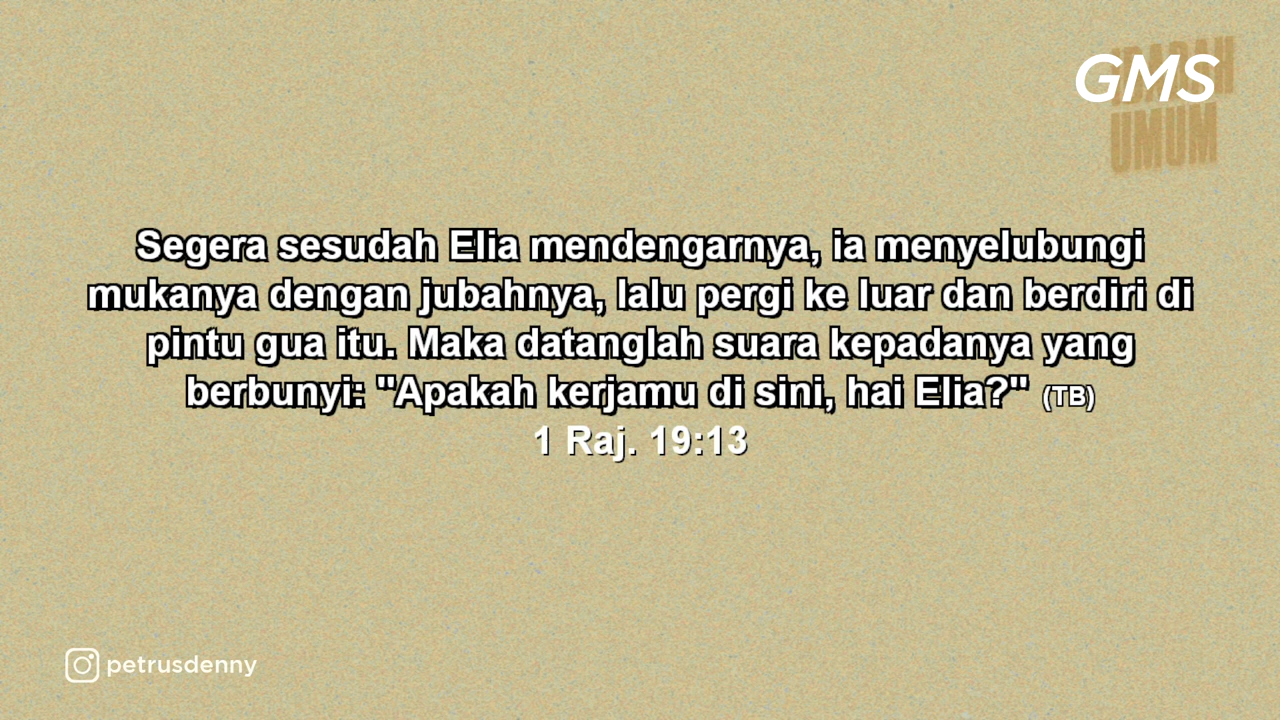 GMS
IBADAH
UMUM
Segera sesudah Elia mendengarnya, ia menyelubungi
mukanya dengan jubahnya, lalu pergi ke luar dan berdiri di
pintu gua itu. Maka datanglah suara kepadanya yang
berbunyi: "Apakah kerjamu di sini, hai Elia?" (TB)
1 Raj. 19:13
petrusdenny